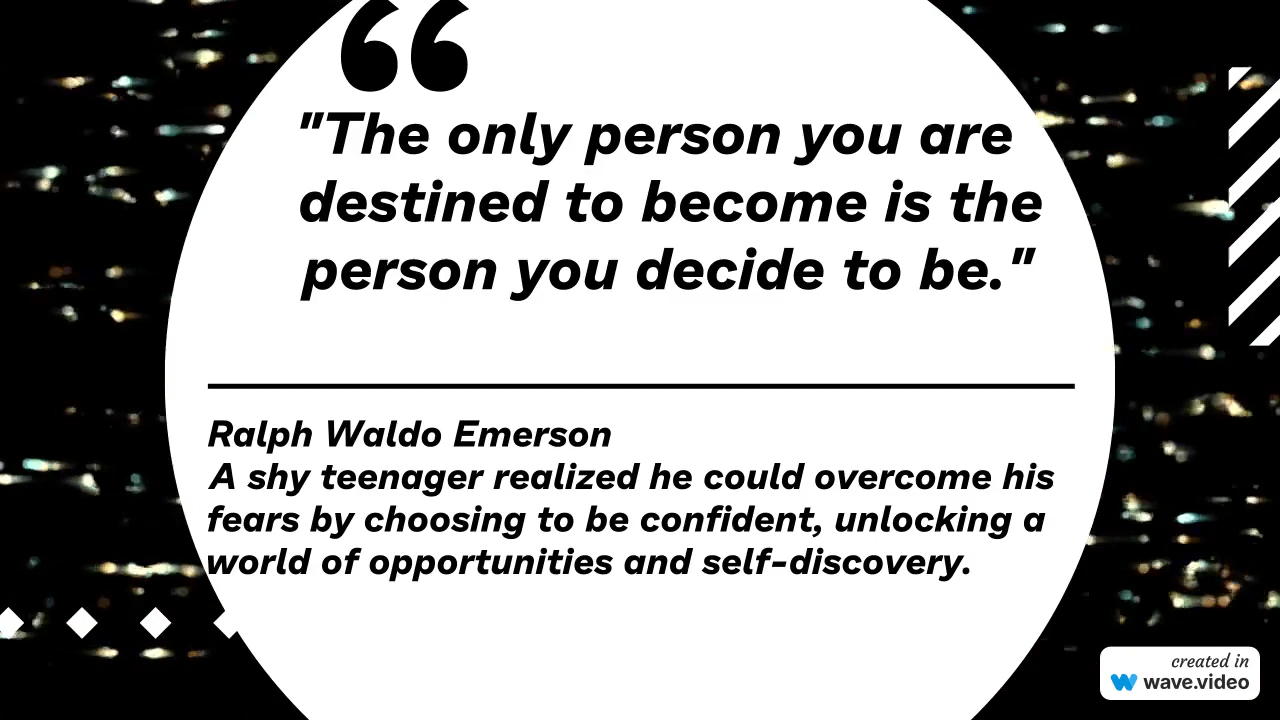 “
"The only person you are
destined to become is the
person you decide to be."
Ralph Waldo Emerson
A shy teenager realized he could overcome his
fears by choosing to be confident, unlocking a
world of opportunities and self-discovery.
created in
wave.video